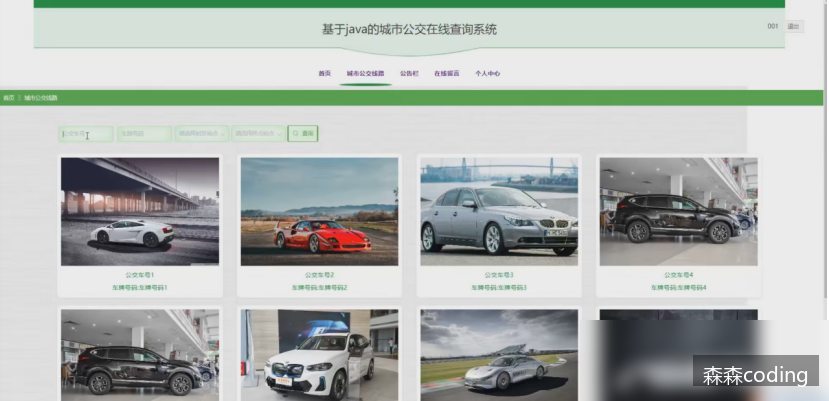 基于java的城市公交在线查询系统
001 退出
首页 城市公交线路 公告栏 在线留言 个人中心
首页 | 城市公交线路
公交车号 车牌号码 查询
公交车号1 公交车号2 公交车号3 公交车号4
车牌号码:车牌号码1 车牌号码:车牌号码2 车牌号码:车牌号码3 车牌号码:车牌号码4
森森coding